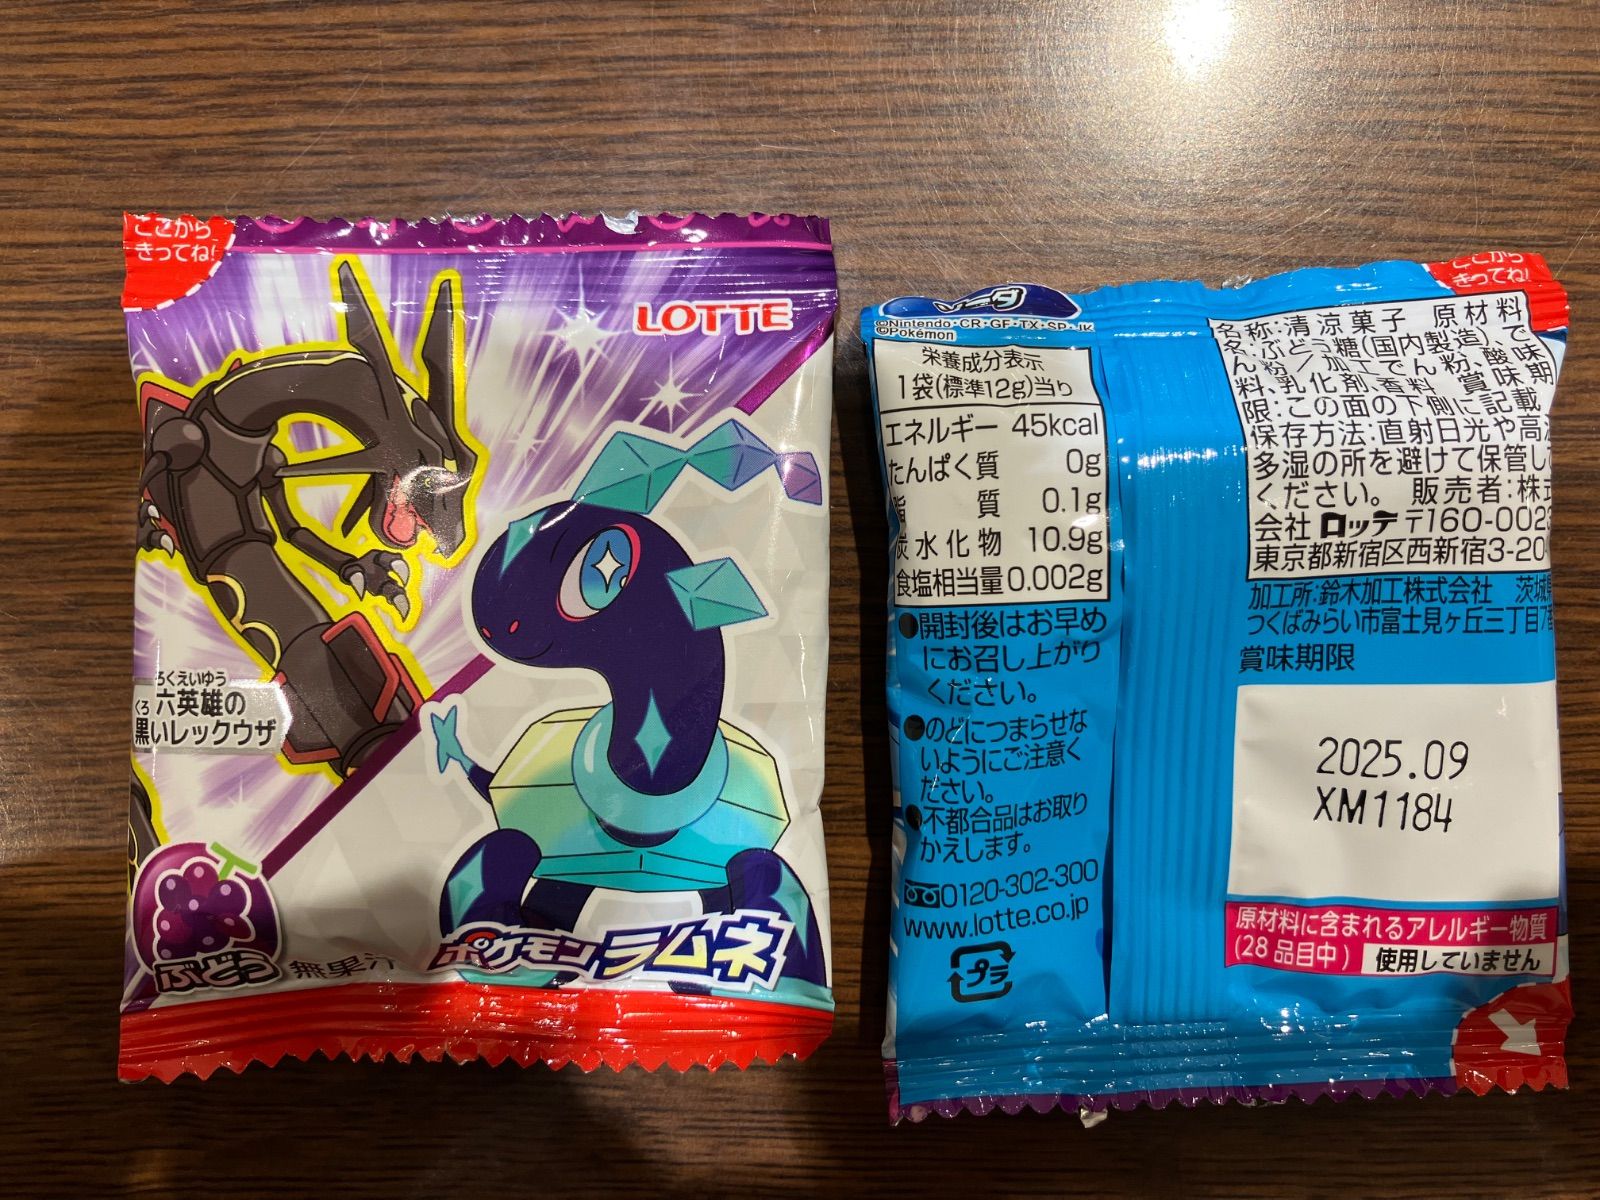 ここから
きってね!
LOTTE
ろくえいゆう
六英雄の
くろ
黒いレックウザ
ぶどう
無果汁
ポケモンラムネ
ソーダ
©Nintendo・CR・GF・TX・SP・JK
©Pokémon
栄養成分表示
1袋(標準12g)当り
エネルギー 45kcal
たんぱく質 0g
脂質 0.1g
炭水化物 10.9g
食塩相当量 0.002g
●開封後はお早め
にお召し上がり
ください。
●のどにつまらせな
いようにご注意く
ださい。
●不都合品はお取り
かえします。
0120-302-300
www.lotte.co.jp
プラ
ここから
きってね!
名称:清涼菓子 原材料
名:ぶどう糖(国内製造)、で
ん粉/加工でん粉、酸味
料、乳化剤、香料 賞味期
限:この面の下側に記載
保存方法:直射日光や高温
多湿の所を避けて保管して
ください。 販売者:株式
会社 ロッテ 〒160-0023
東京都新宿区西新宿3-20-
加工所:鈴木加工株式会社 茨城県
つくばみらい市富士見ヶ丘三丁目7番
賞味期限
2025.09
XM1184
原材料に含まれるアレルギー物質
(28品目中) 使用していません